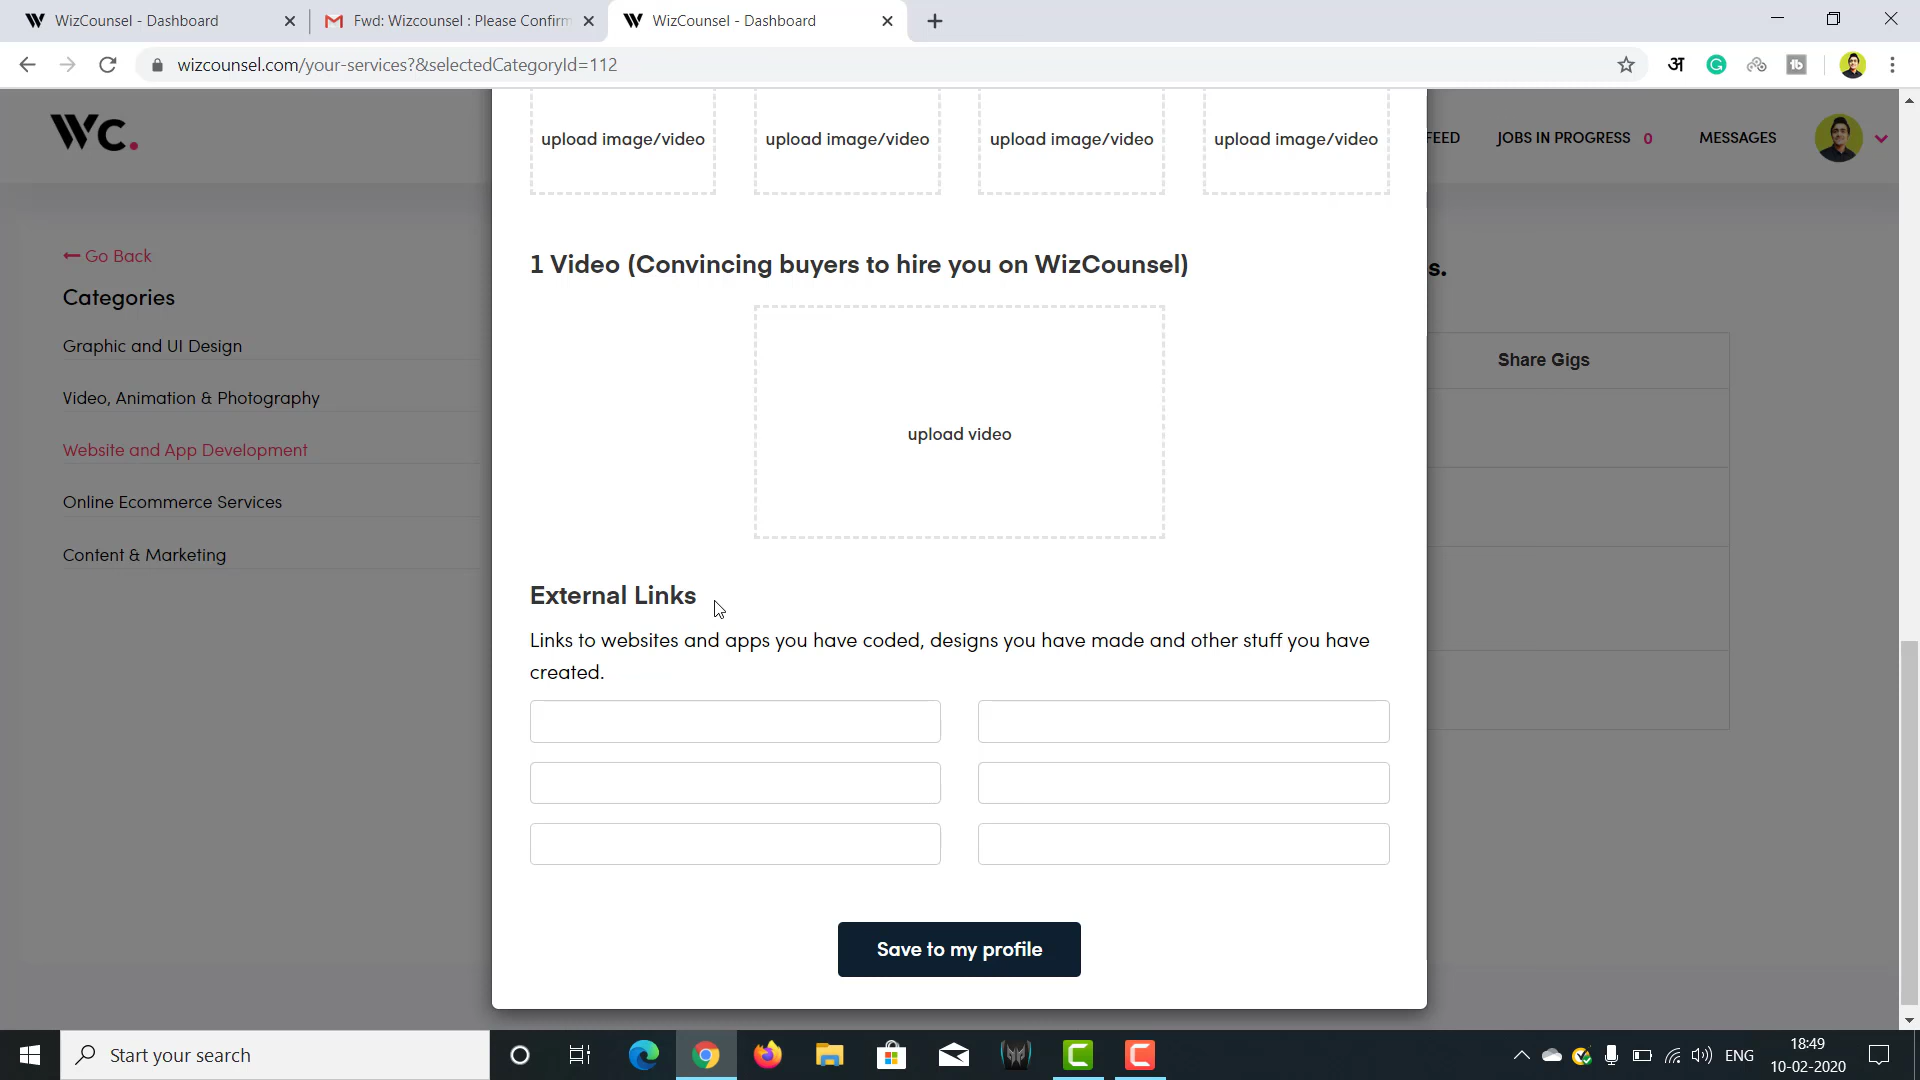 WizCounsel - Dashboard
Fwd: Wizcounsel : Please Confirm
WizCounsel - Dashboard
wizcounsel.com/your-services?&selectedCategoryId=112
अ
WC.
FEED
JOBS IN PROGRESS 0
MESSAGES
upload image/video
upload image/video
upload image/video
upload image/video
Go Back
Categories
Graphic and UI Design
Video, Animation & Photography
Website and App Development
Online Ecommerce Services
Content & Marketing
1 Video (Convincing buyers to hire you on WizCounsel)
s.
Share Gigs
upload video
External Links
Links to websites and apps you have coded, designs you have made and other stuff you have
created.
Save to my profile
Start your search
ENG
18:49
10-02-2020